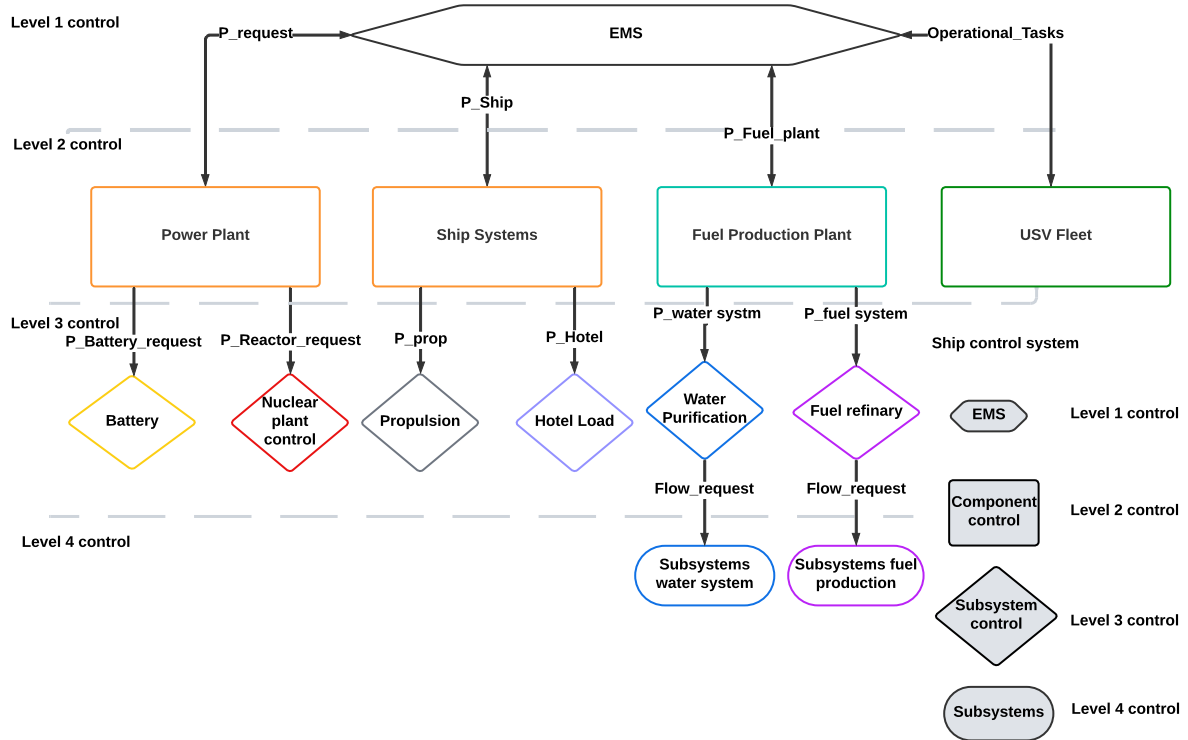 Level 1 control
P_request
EMS
Operational_Tasks
P_Ship
P_Fuel_plant
Level 2 control
Power Plant
Ship Systems
Fuel Production Plant
USV Fleet
Level 3 control
P_Battery_request
P_Reactor_request
P_prop
P_Hotel
P_water systm
P_fuel system
Ship control system
Battery
Nuclear
plant
control
Propulsion
Hotel Load
Water
Purification
Fuel refinary
EMS
Level 1 control
Flow_request
Flow_request
Component
control
Level 2 control
Level 4 control
Subsystems
water system
Subsystems fuel
production
Subsystem
control
Level 3 control
Subsystems
Level 4 control